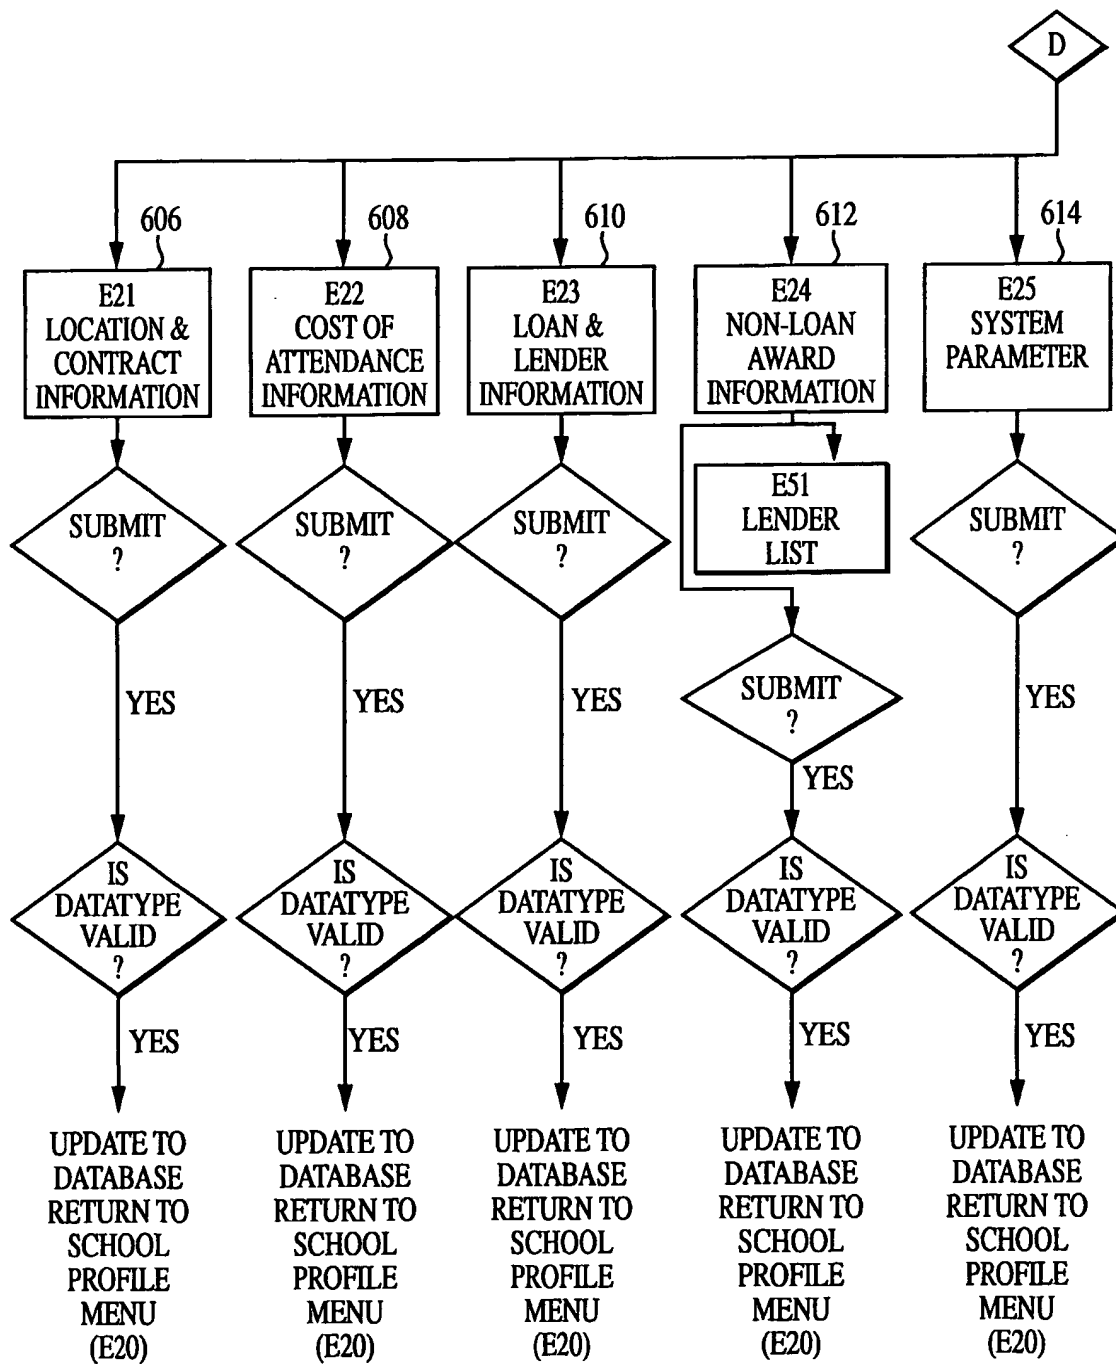 D
606
E21
LOCATION &
CONTRACT
INFORMATION
SUBMIT
?
YES
IS
DATATYPE
VALID
?
YES
UPDATE TO
DATABASE
RETURN TO
SCHOOL
PROFILE
MENU
(E20)
608
E22
COST OF
ATTENDANCE
INFORMATION
SUBMIT
?
YES
IS
DATATYPE
VALID
?
YES
UPDATE TO
DATABASE
RETURN TO
SCHOOL
PROFILE
MENU
(E20)
610
E23
LOAN &
LENDER
INFORMATION
SUBMIT
?
YES
IS
DATATYPE
VALID
?
YES
UPDATE TO
DATABASE
RETURN TO
SCHOOL
PROFILE
MENU
(E20)
612
E24
NON-LOAN
AWARD
INFORMATION
E51
LENDER
LIST
SUBMIT
?
YES
IS
DATATYPE
VALID
?
YES
UPDATE TO
DATABASE
RETURN TO
SCHOOL
PROFILE
MENU
(E20)
614
E25
SYSTEM
PARAMETER
SUBMIT
?
YES
IS
DATATYPE
VALID
?
YES
UPDATE TO
DATABASE
RETURN TO
SCHOOL
PROFILE
MENU
(E20)